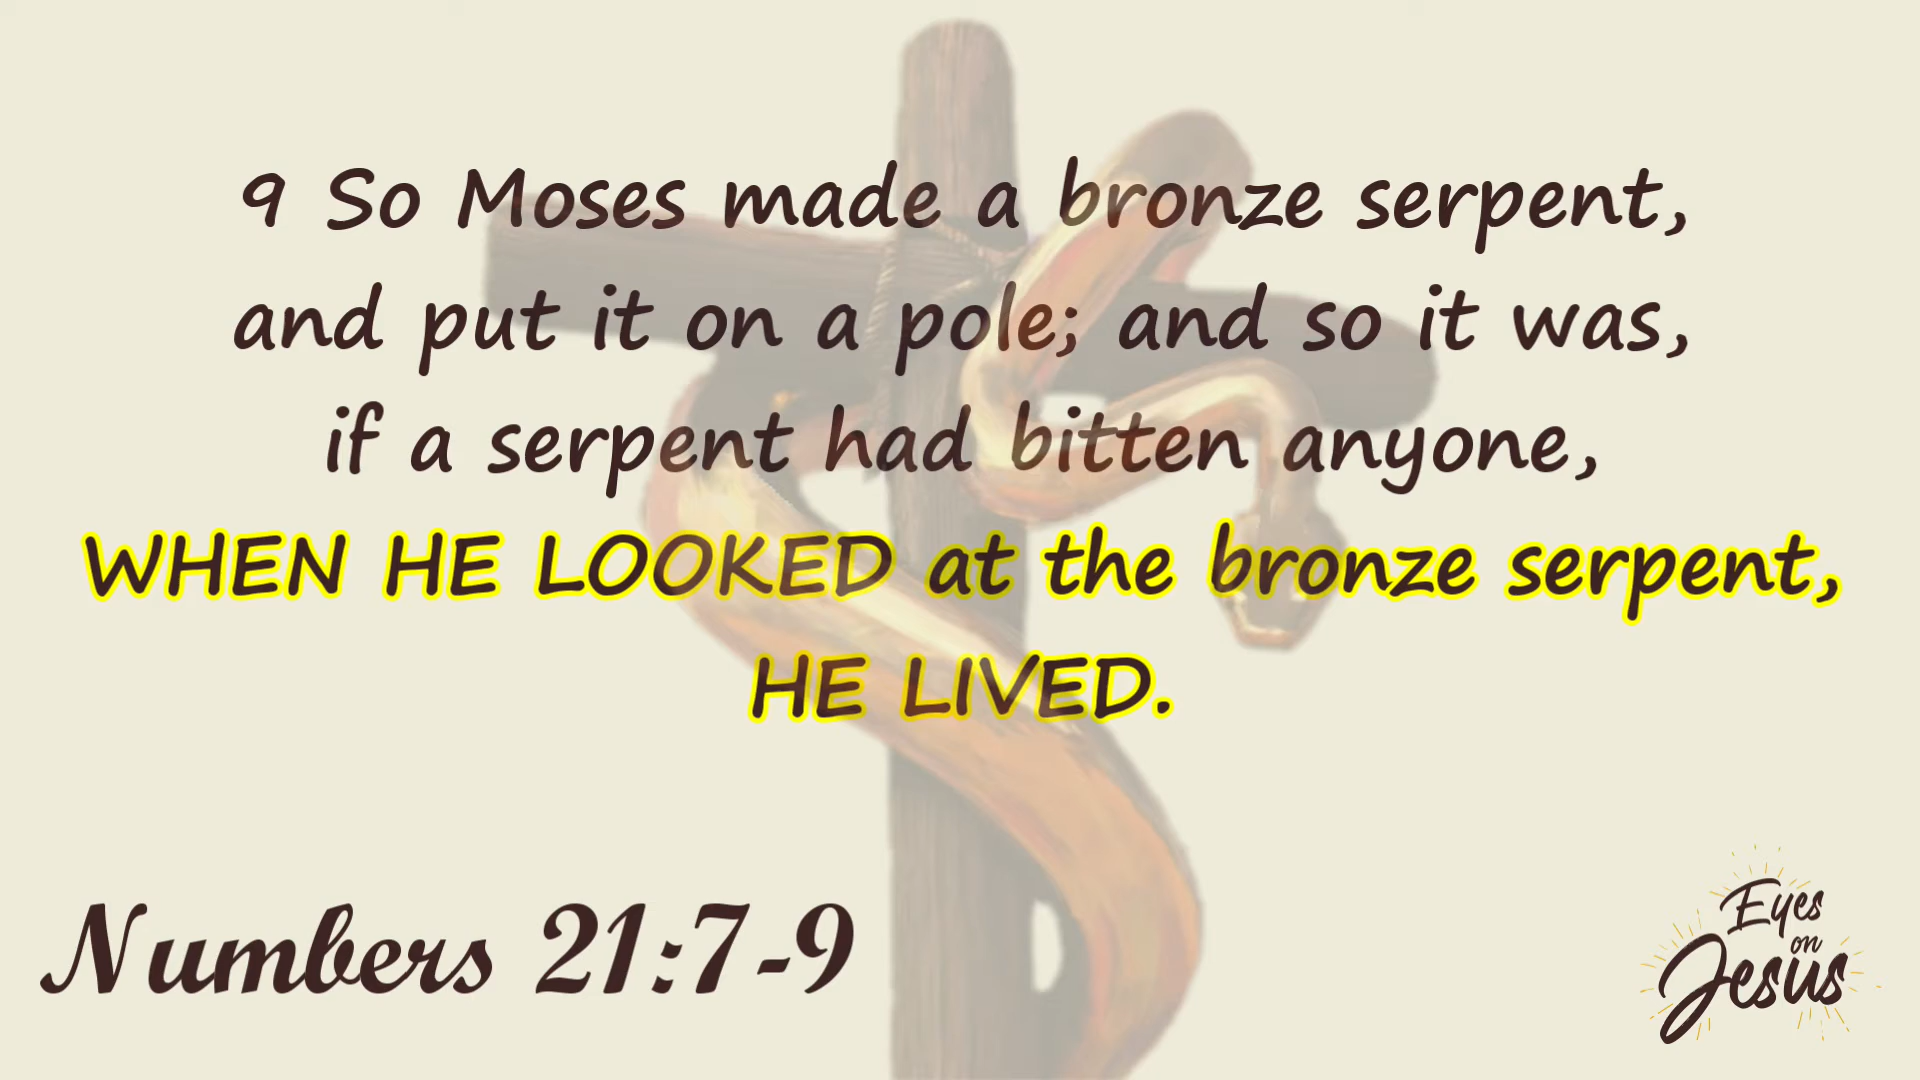 9 So Moses made a bronze serpent,
and put it on a pole; and so it was,
if a serpent had bitten anyone,
WHEN HE LOOKED at the bronze serpent,
HE LIVED.
Numbers 21:7-9
Eyes
on
Jesus